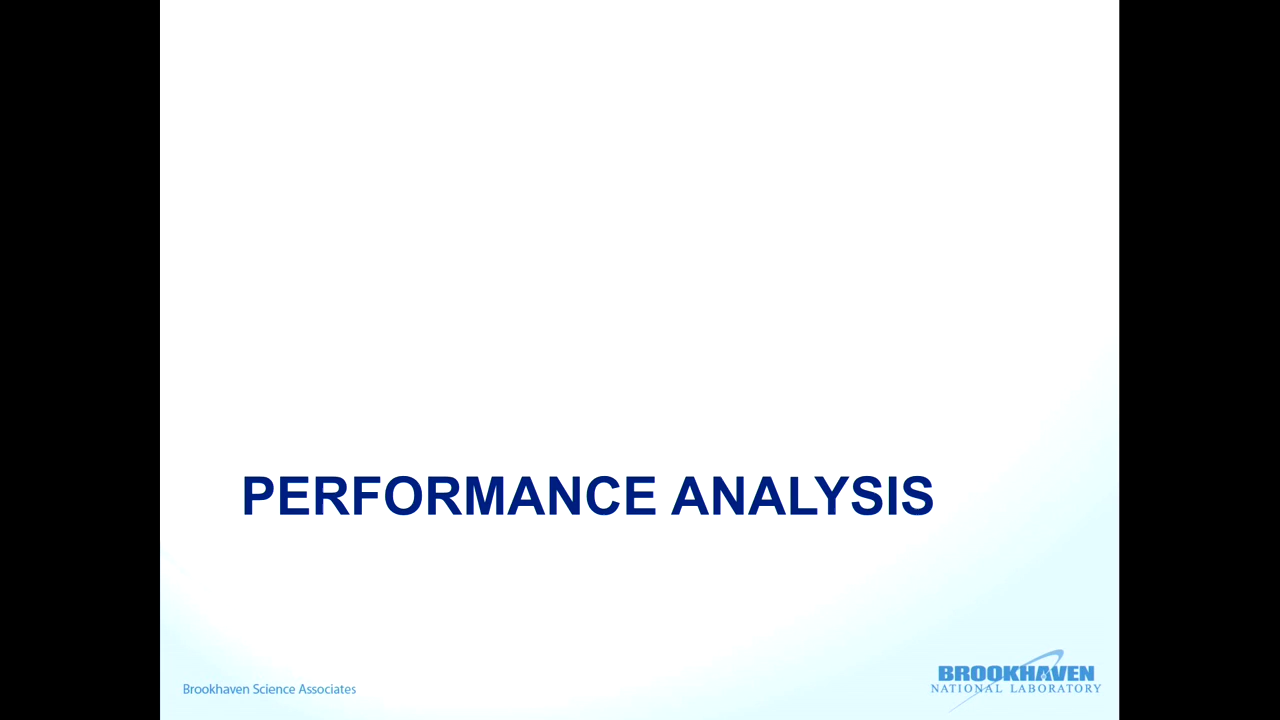 PERFORMANCE ANALYSIS
Brookhaven Science Associates
BROOKHAVEN
NATIONAL LABORATORY